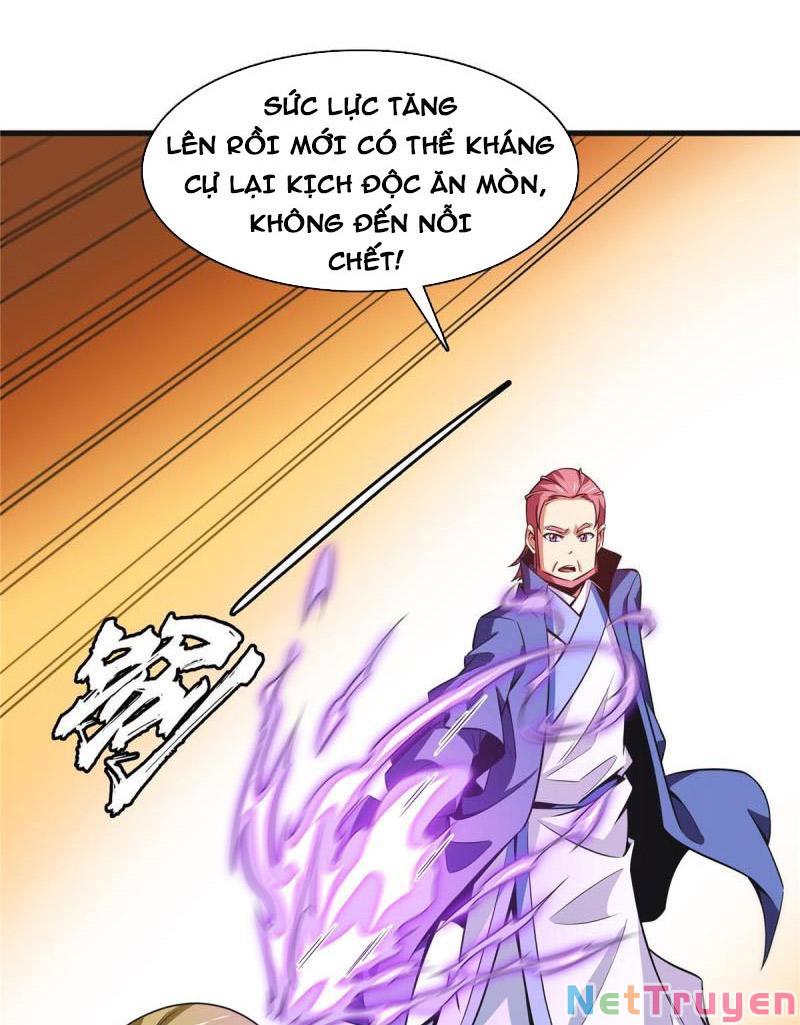 SỨC LỰC TĂNG
LÊN RỒI MỚI CÓ THỂ KHÁNG
CỰ LẠI KỊCH ĐỘC ĂN MÒN,
KHÔNG ĐẾN NỖI
CHẾT!
NetTruyen